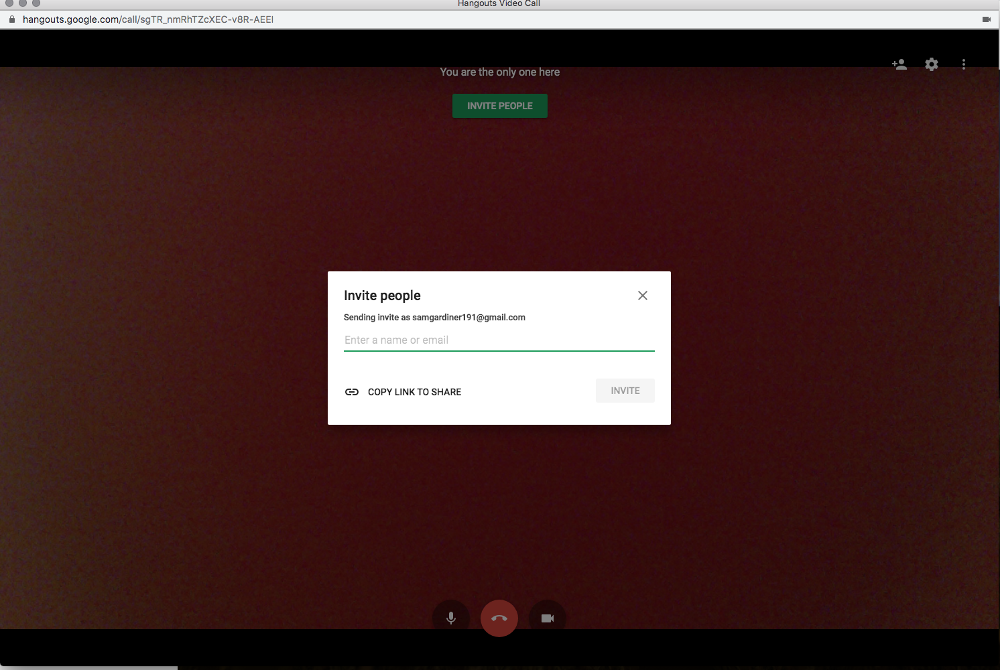 Hangouts Video Call
hangouts.google.com/call/sgTR_nmRhTZcXEC-v8R-AEEl
You are the only one here
INVITE PEOPLE
Invite people
Sending invite as samgardiner191@gmail.com
Enter a name or email
COPY LINK TO SHARE
INVITE